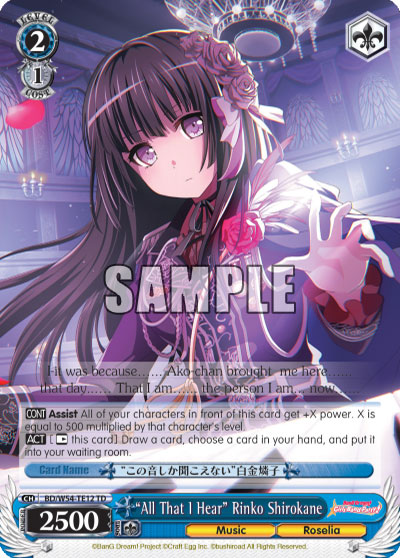 LEVEL
2
1
COST
SAMPLE
I-it was because...... Ako-chan brought me here......
that day...... That I am...... the person I am... now......
CONT Assist All of your characters in front of this card get +X power. X is
equal to 500 multiplied by that character's level.
ACT [ this card] Draw a card, choose a card in your hand, and put it
into your waiting room.
Card Name "この音しか聞こえない"白金燐子
CH BD/W54-TE12 TD
"All That I Hear" Rinko Shirokane
POWER
2500
SOUL
Music
Roselia
©BanG Dream! Project ©Craft Egg Inc. ©bushiroad All Rights Reserved.